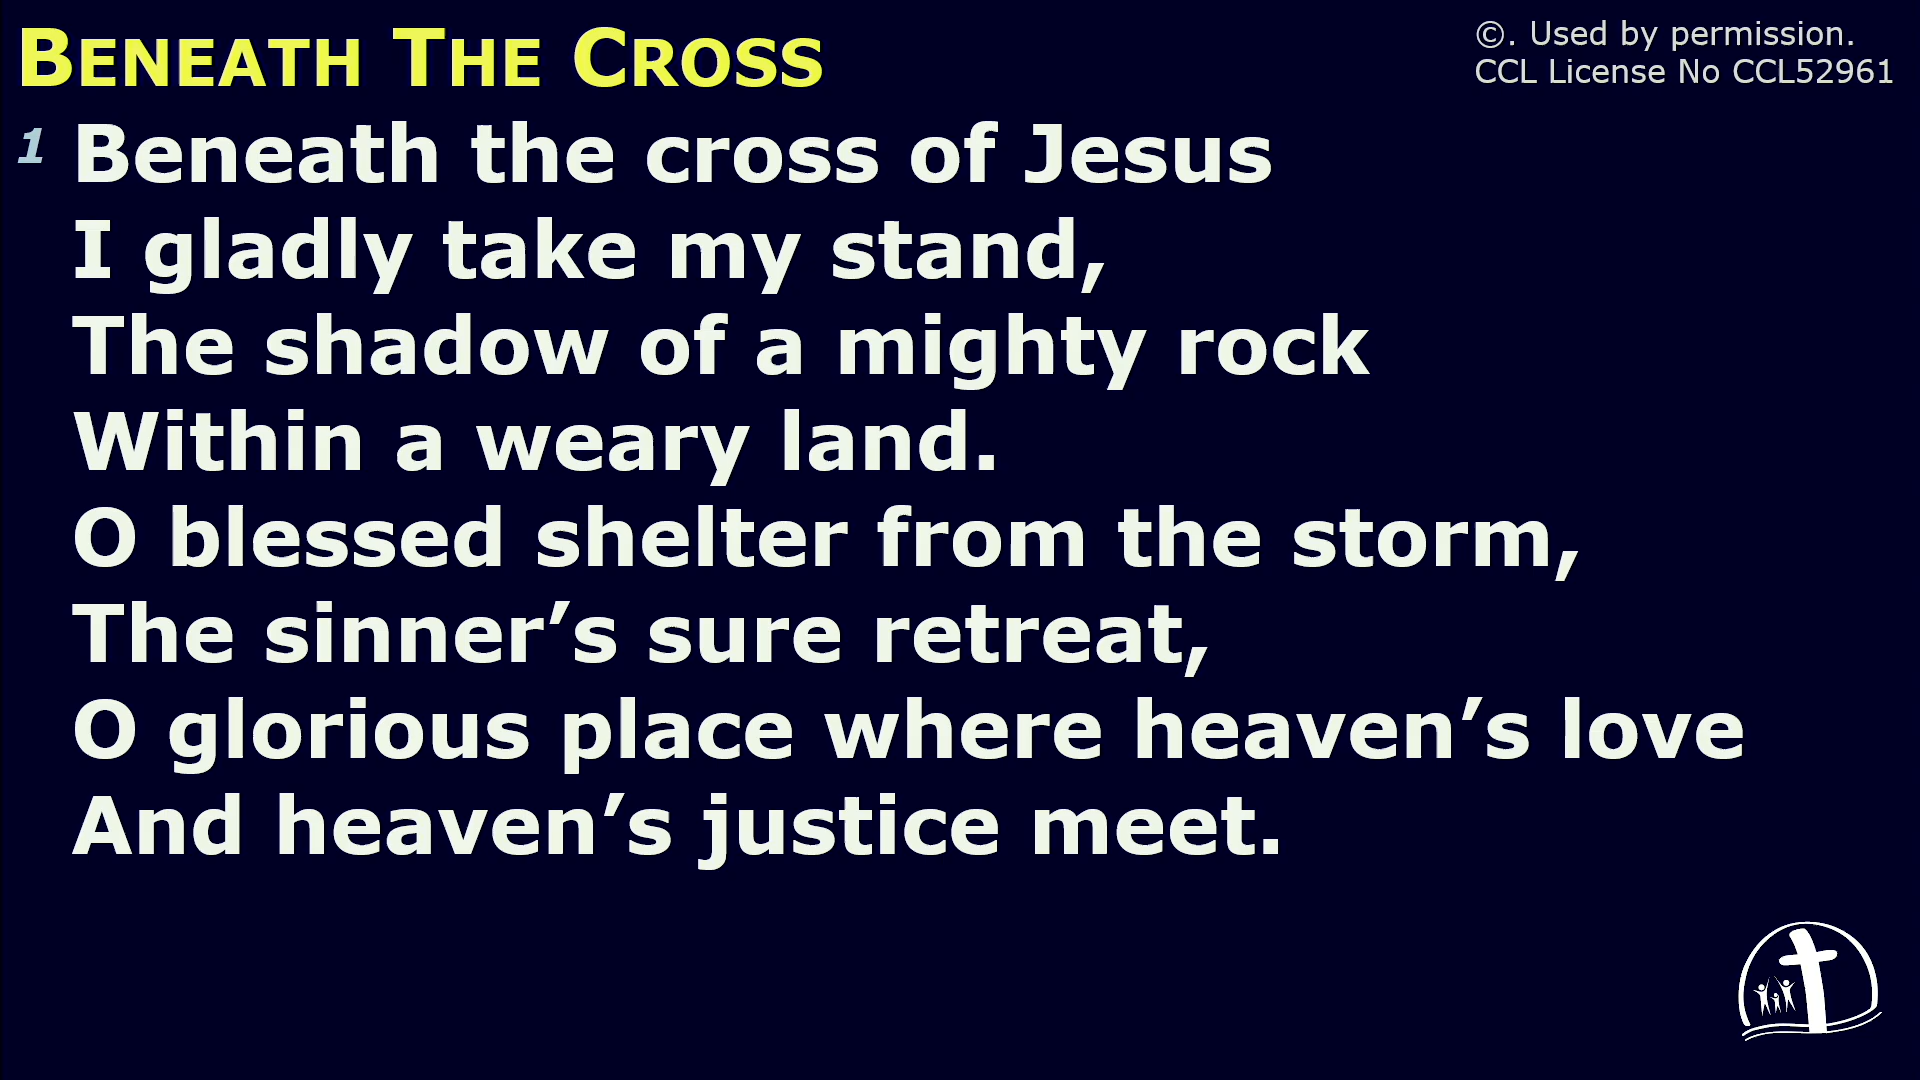 BENEATH THE CROSS
©. Used by permission.
CCL License No CCL52961
1 Beneath the cross of Jesus
I gladly take my stand,
The shadow of a mighty rock
Within a weary land.
O blessed shelter from the storm,
The sinner’s sure retreat,
O glorious place where heaven’s love
And heaven’s justice meet.